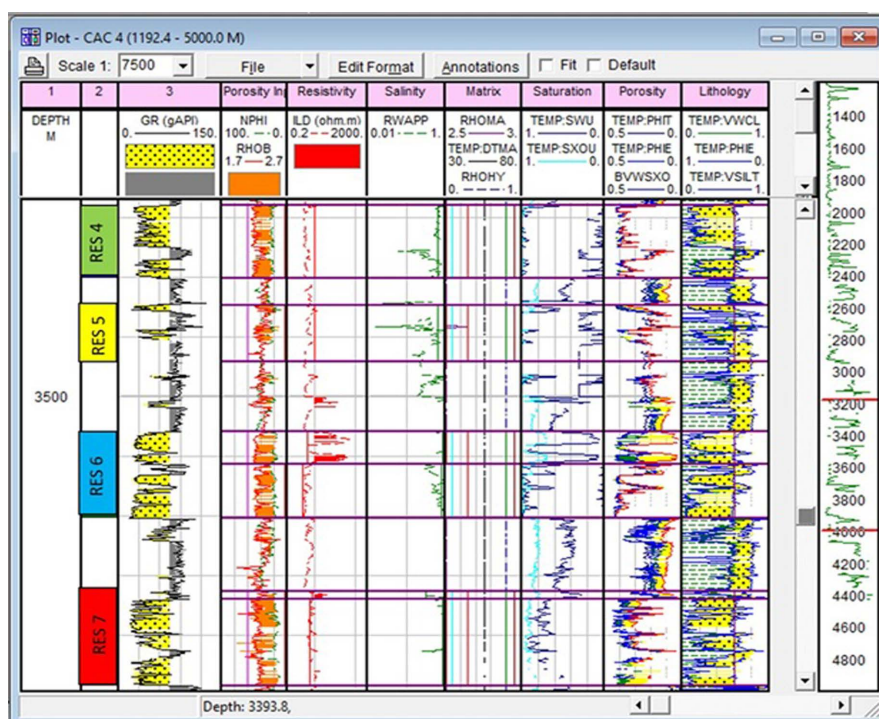 Plot - CAC 4 (1192.4 - 5000.0 M)
Scale 1: 7500 File Edit Format Annotations Fit Default
1 2 3 Porosity In Resistivity Salinity Matrix Saturation Porosity Lithology
DEPTH GR (gAPI) NPHI ILD (ohm.m) RWAPP RHOMA TEMP:SWU TEMP:PHIT TEMP:VWCL
M 0. 150. 100. 0. 0.2 2000. 0.01 1. 2.5 3. 1. 0. 0.5 0. 0. 1.
RHOB TEMP:DTMA TEMP:SXOU TEMP:PHIE TEMP:PHIE
1.7 2.7 30. 80. 1. 0. 0.5 0. 1. 0.
RHOHY BVWSXO TEMP:VSILT
0. 1. 0.5 0. 0. 1.
RES 4
RES 5
3500
RES 6
RES 7
1400
1600
1800
2000
2200
2400
2600
2800
3000
3200
3400
3600
3800
4000
4200
4400
4600
4800
Depth: 3393.8,